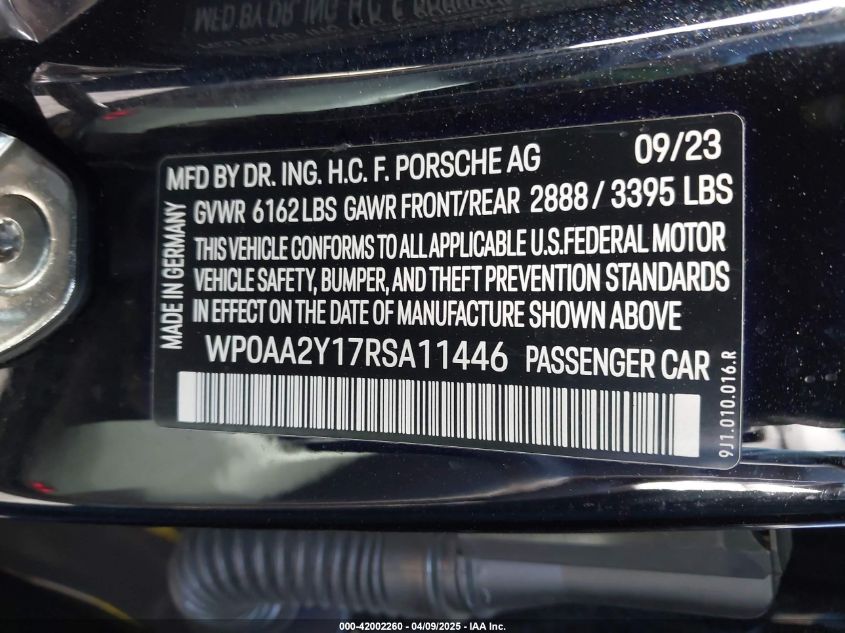 MFD BY DR. ING. H.C. F. PORSCHE AG 09/23
GVWR 6162 LBS GAWR FRONT/REAR 2888 / 3395 LBS
THIS VEHICLE CONFORMS TO ALL APPLICABLE U.S.FEDERAL MOTOR
VEHICLE SAFETY, BUMPER, AND THEFT PREVENTION STANDARDS
IN EFFECT ON THE DATE OF MANUFACTURE SHOWN ABOVE
WP0AA2Y17RSA11446 PASSENGER CAR
MADE IN GERMANY
9J1.010.016.R
000-42002260 - 04/09/2025 - IAA Inc.